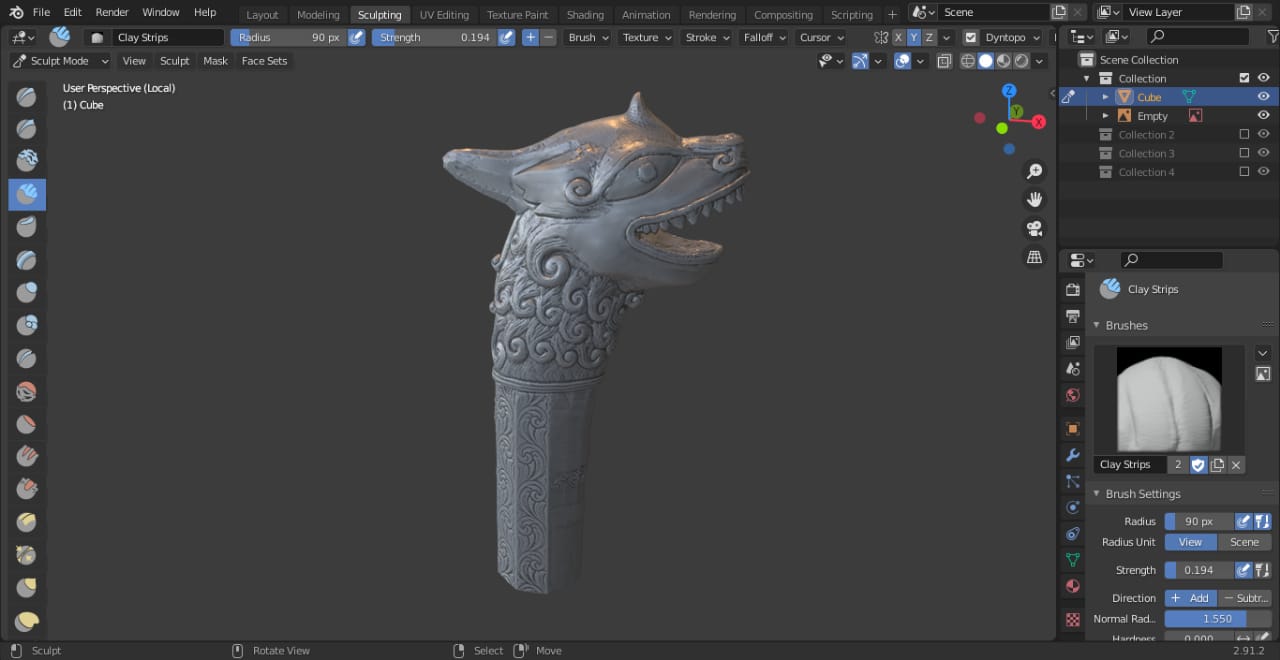 File Edit Render Window Help Layout Modeling Sculpting UV Editing Texture Paint Shading Animation Rendering Compositing Scripting + Scene View Layer
Clay Strips Radius 90 px Strength 0.194 + − Brush Texture Stroke Falloff Cursor X Y Z Dyntopo
Sculpt Mode View Sculpt Mask Face Sets
User Perspective (Local)
(1) Cube
Z
Y
X
Scene Collection
Collection
Cube
Empty
Collection 2
Collection 3
Collection 4
Clay Strips
Brushes
Clay Strips 2
Brush Settings
Radius 90 px
Radius Unit View Scene
Strength 0.194
Direction + Add − Subtr...
Normal Rad... 1.550
Hardness 0.000
Sculpt Rotate View Select Move 2.91.2